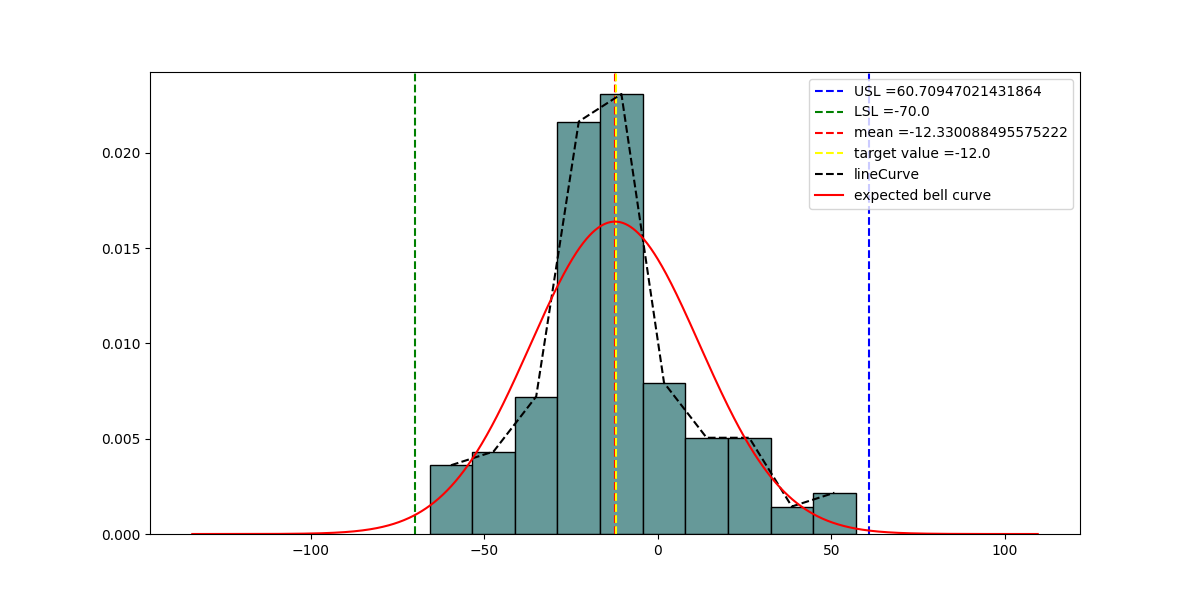 USL =60.70947021431864
LSL =-70.0
mean =-12.330088495575222
target value =-12.0
lineCurve
expected bell curve
0.020
0.015
0.010
0.005
0.000
−100
−50
0
50
100